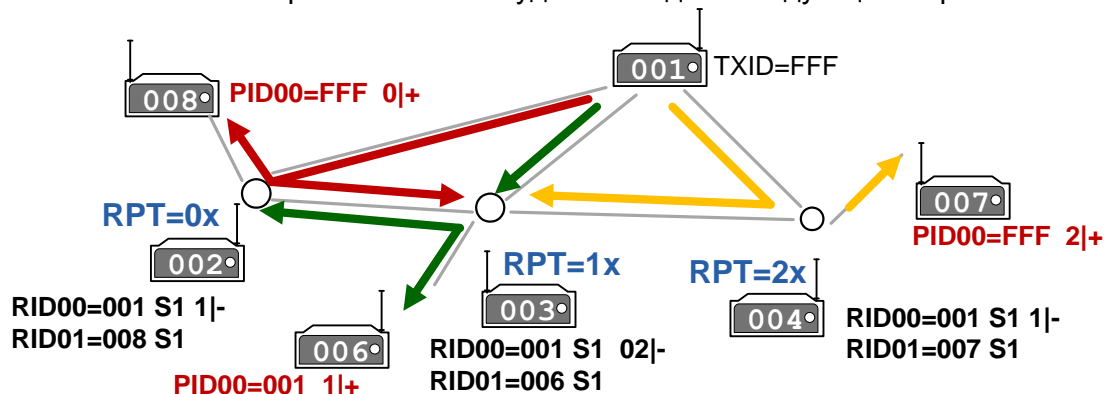 001 TXID=FFF
008 PID00=FFF 0|+
RPT=0x
007
PID00=FFF 2|+
002
RPT=1x
RPT=2x
003
004
RID00=001 S1 1|-
RID01=008 S1
006
PID00=001 1|+
RID00=001 S1 02|-
RID01=006 S1
RID00=001 S1 1|-
RID01=007 S1